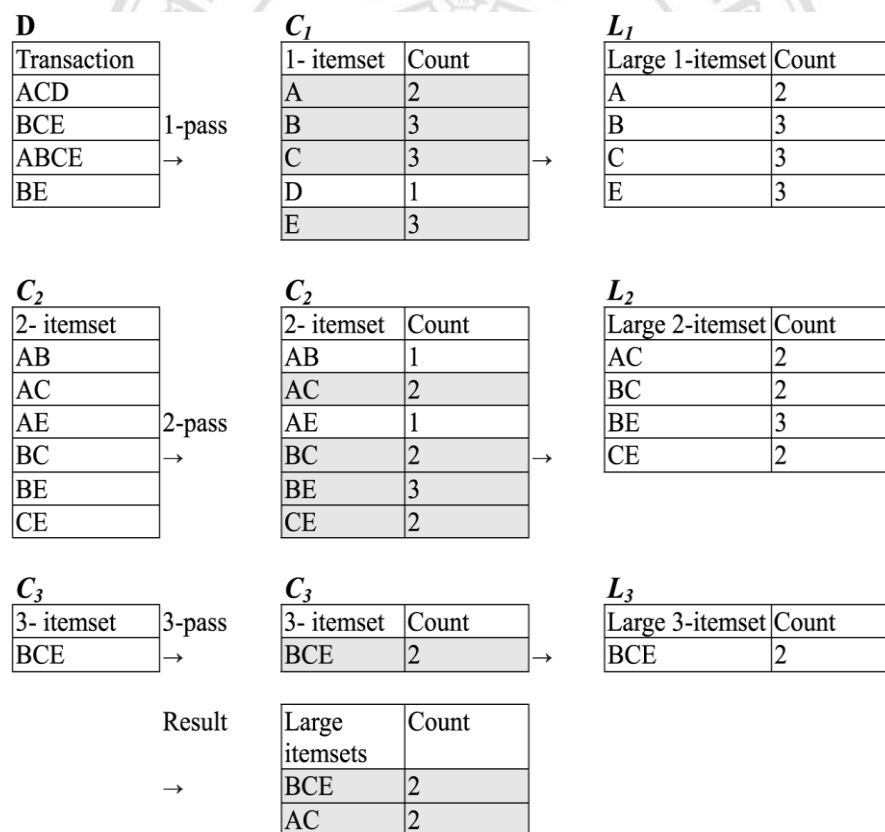 D C1 L1
Transaction 1- itemset Count Large 1-itemset Count
ACD A 2 A 2
BCE 1-pass B 3 B 3
ABCE → C 3 → C 3
BE D 1 E 3
E 3
C2 C2 L2
2- itemset 2- itemset Count Large 2-itemset Count
AB AB 1 AC 2
AC AC 2 BC 2
AE 2-pass AE 1 BE 3
BC → BC 2 → CE 2
BE BE 3
CE CE 2
C3 C3 L3
3- itemset 3-pass 3- itemset Count Large 3-itemset Count
BCE → BCE 2 → BCE 2
Result Large Count
itemsets
→ BCE 2
AC 2